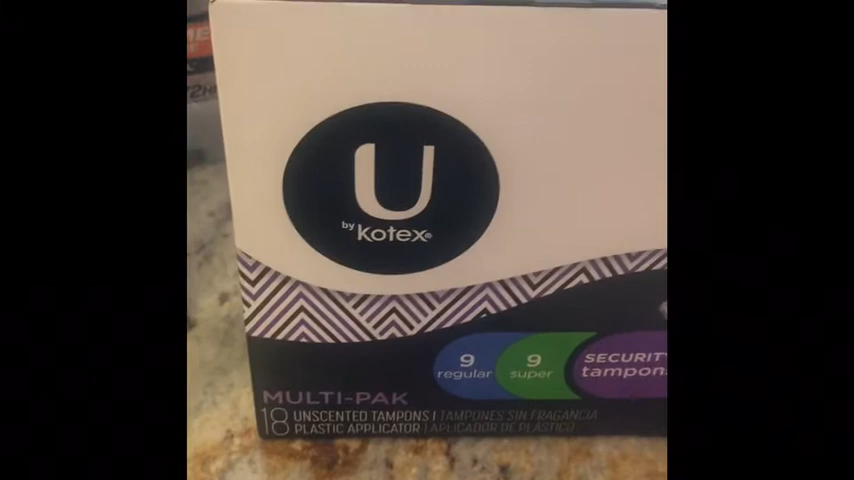 U
by Kotex®
9 regular
9 super
SECURITY
tampons
MULTI-PAK
18 UNSCENTED TAMPONS | TAMPONES SIN FRAGANCIA
PLASTIC APPLICATOR | APLICADOR DE PLÁSTICO